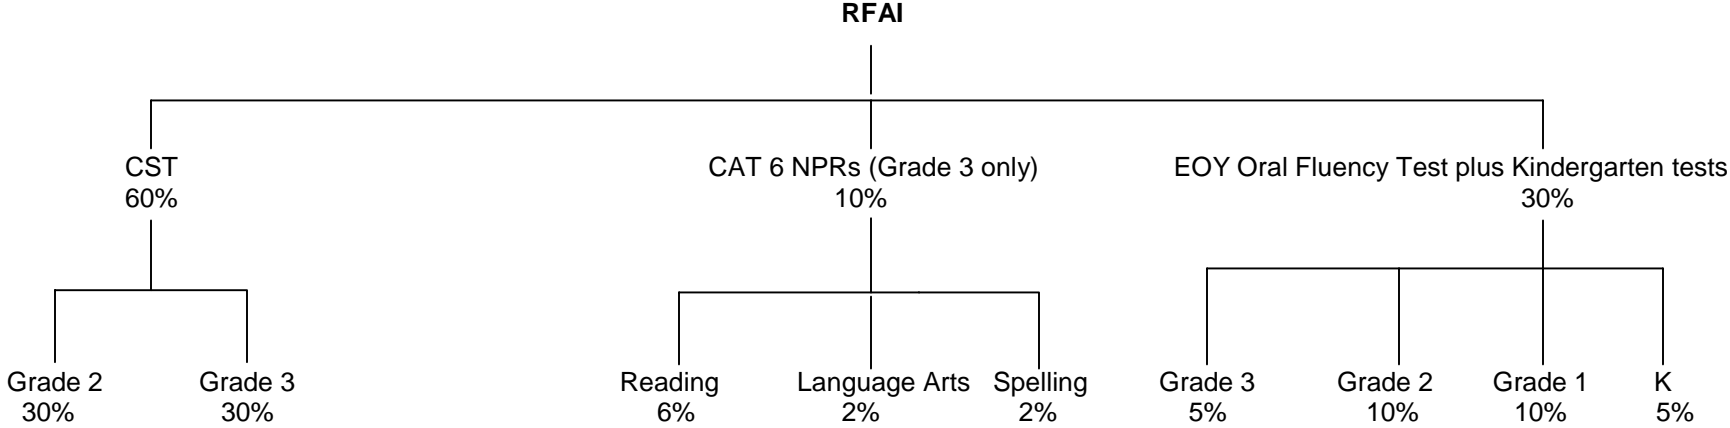 RFAI
CST
60%
CAT 6 NPRs (Grade 3 only)
10%
EOY Oral Fluency Test plus Kindergarten tests
30%
Grade 2
30%
Grade 3
30%
Reading
6%
Language Arts
2%
Spelling
2%
Grade 3
5%
Grade 2
10%
Grade 1
10%
K
5%